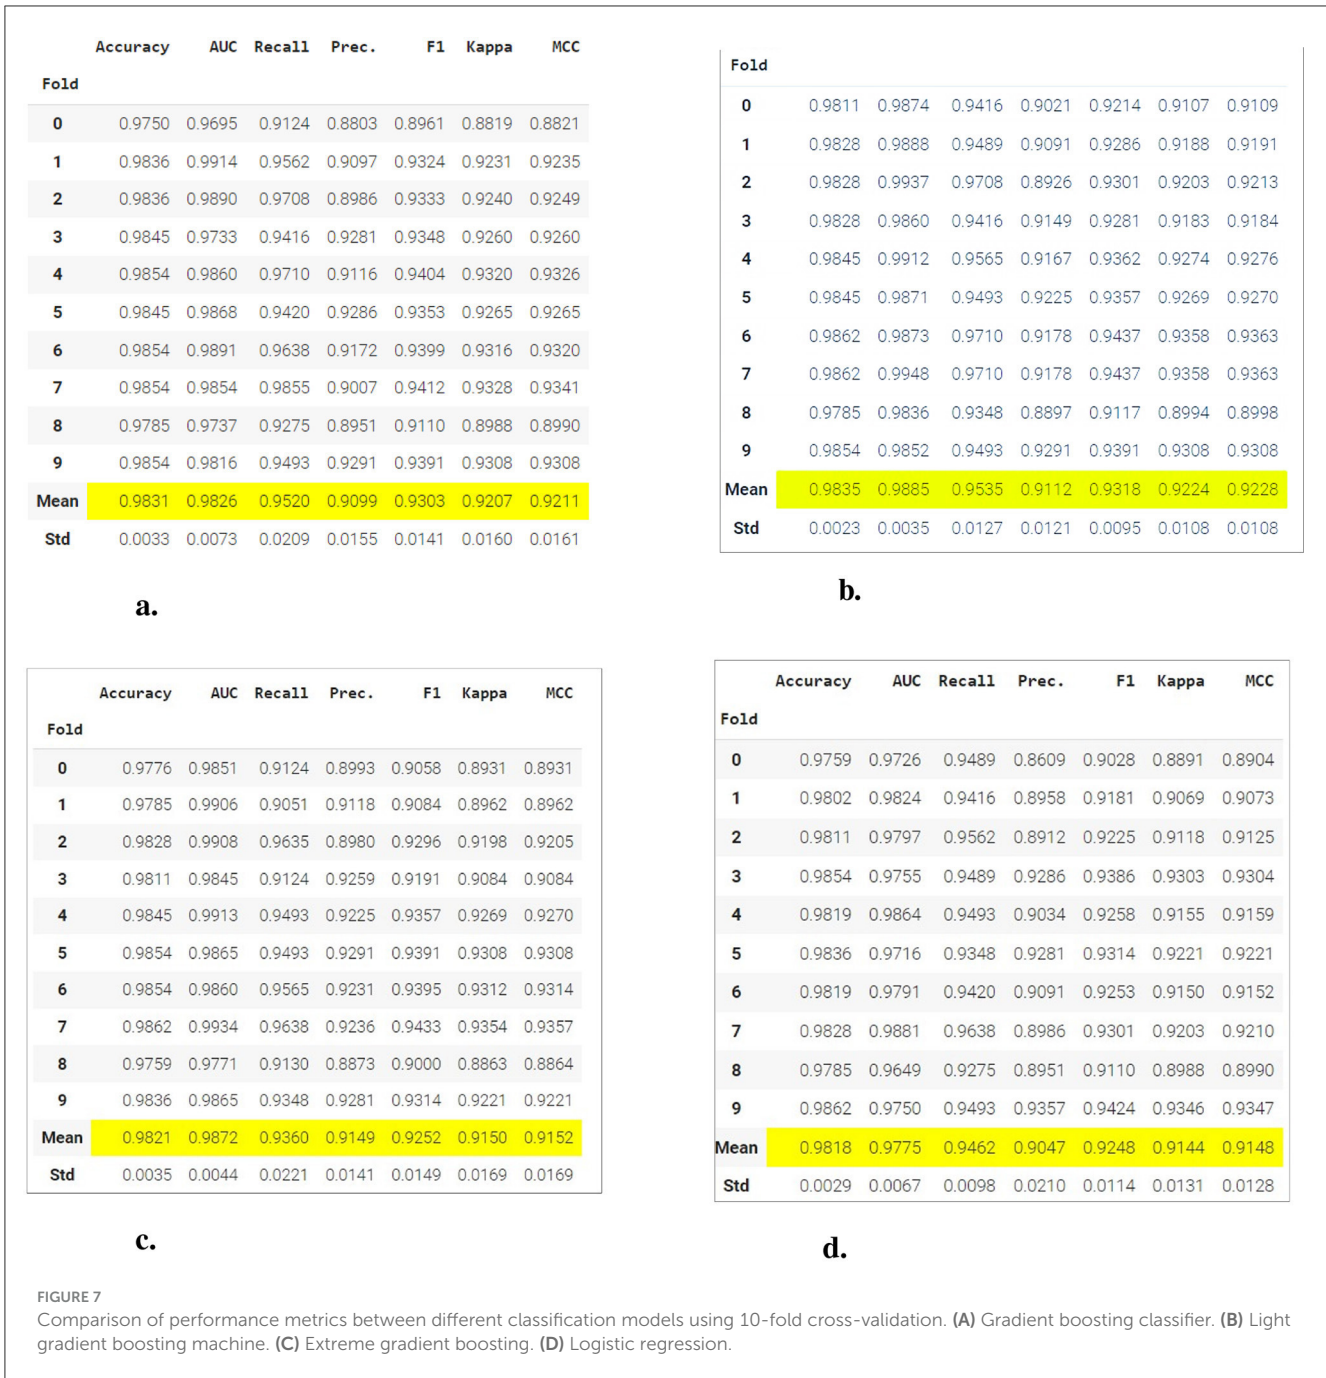 Accuracy AUC Recall Prec. F1 Kappa MCC
Fold
0 0.9750 0.9695 0.9124 0.8803 0.8961 0.8819 0.8821
1 0.9836 0.9914 0.9562 0.9097 0.9324 0.9231 0.9235
2 0.9836 0.9890 0.9708 0.8986 0.9333 0.9240 0.9249
3 0.9845 0.9733 0.9416 0.9281 0.9348 0.9260 0.9260
4 0.9854 0.9860 0.9710 0.9116 0.9404 0.9320 0.9326
5 0.9845 0.9868 0.9420 0.9286 0.9353 0.9265 0.9265
6 0.9854 0.9891 0.9638 0.9172 0.9399 0.9316 0.9320
7 0.9854 0.9854 0.9855 0.9007 0.9412 0.9328 0.9341
8 0.9785 0.9737 0.9275 0.8951 0.9110 0.8988 0.8990
9 0.9854 0.9816 0.9493 0.9291 0.9391 0.9308 0.9308
Mean 0.9831 0.9826 0.9520 0.9099 0.9303 0.9207 0.9211
Std 0.0033 0.0073 0.0209 0.0155 0.0141 0.0160 0.0161
a.
Fold
0 0.9811 0.9874 0.9416 0.9021 0.9214 0.9107 0.9109
1 0.9828 0.9888 0.9489 0.9091 0.9286 0.9188 0.9191
2 0.9828 0.9937 0.9708 0.8926 0.9301 0.9203 0.9213
3 0.9828 0.9860 0.9416 0.9149 0.9281 0.9183 0.9184
4 0.9845 0.9912 0.9565 0.9167 0.9362 0.9274 0.9276
5 0.9845 0.9871 0.9493 0.9225 0.9357 0.9269 0.9270
6 0.9862 0.9873 0.9710 0.9178 0.9437 0.9358 0.9363
7 0.9862 0.9948 0.9710 0.9178 0.9437 0.9358 0.9363
8 0.9785 0.9836 0.9348 0.8897 0.9117 0.8994 0.8998
9 0.9854 0.9852 0.9493 0.9291 0.9391 0.9308 0.9308
Mean 0.9835 0.9885 0.9535 0.9112 0.9318 0.9224 0.9228
Std 0.0023 0.0035 0.0127 0.0121 0.0095 0.0108 0.0108
b.
Accuracy AUC Recall Prec. F1 Kappa MCC
Fold
0 0.9776 0.9851 0.9124 0.8993 0.9058 0.8931 0.8931
1 0.9785 0.9906 0.9051 0.9118 0.9084 0.8962 0.8962
2 0.9828 0.9908 0.9635 0.8980 0.9296 0.9198 0.9205
3 0.9811 0.9845 0.9124 0.9259 0.9191 0.9084 0.9084
4 0.9845 0.9913 0.9493 0.9225 0.9357 0.9269 0.9270
5 0.9854 0.9865 0.9493 0.9291 0.9391 0.9308 0.9308
6 0.9854 0.9860 0.9565 0.9231 0.9395 0.9312 0.9314
7 0.9862 0.9934 0.9638 0.9236 0.9433 0.9354 0.9357
8 0.9759 0.9771 0.9130 0.8873 0.9000 0.8863 0.8864
9 0.9836 0.9865 0.9348 0.9281 0.9314 0.9221 0.9221
Mean 0.9821 0.9872 0.9360 0.9149 0.9252 0.9150 0.9152
Std 0.0035 0.0044 0.0221 0.0141 0.0149 0.0169 0.0169
c.
Accuracy AUC Recall Prec. F1 Kappa MCC
Fold
0 0.9759 0.9726 0.9489 0.8609 0.9028 0.8891 0.8904
1 0.9802 0.9824 0.9416 0.8958 0.9181 0.9069 0.9073
2 0.9811 0.9797 0.9562 0.8912 0.9225 0.9118 0.9125
3 0.9854 0.9755 0.9489 0.9286 0.9386 0.9303 0.9304
4 0.9819 0.9864 0.9493 0.9034 0.9258 0.9155 0.9159
5 0.9836 0.9716 0.9348 0.9281 0.9314 0.9221 0.9221
6 0.9819 0.9791 0.9420 0.9091 0.9253 0.9150 0.9152
7 0.9828 0.9881 0.9638 0.8986 0.9301 0.9203 0.9210
8 0.9785 0.9649 0.9275 0.8951 0.9110 0.8988 0.8990
9 0.9862 0.9750 0.9493 0.9357 0.9424 0.9346 0.9347
Mean 0.9818 0.9775 0.9462 0.9047 0.9248 0.9144 0.9148
Std 0.0029 0.0067 0.0098 0.0210 0.0114 0.0131 0.0128
d.
FIGURE 7
Comparison of performance metrics between different classification models using 10-fold cross-validation. (A) Gradient boosting classifier. (B) Light
gradient boosting machine. (C) Extreme gradient boosting. (D) Logistic regression.